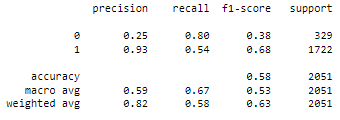 precision recall f1-score support
0 0.25 0.80 0.38 329
1 0.93 0.54 0.68 1722
accuracy 0.58 2051
macro avg 0.59 0.67 0.53 2051
weighted avg 0.82 0.58 0.63 2051